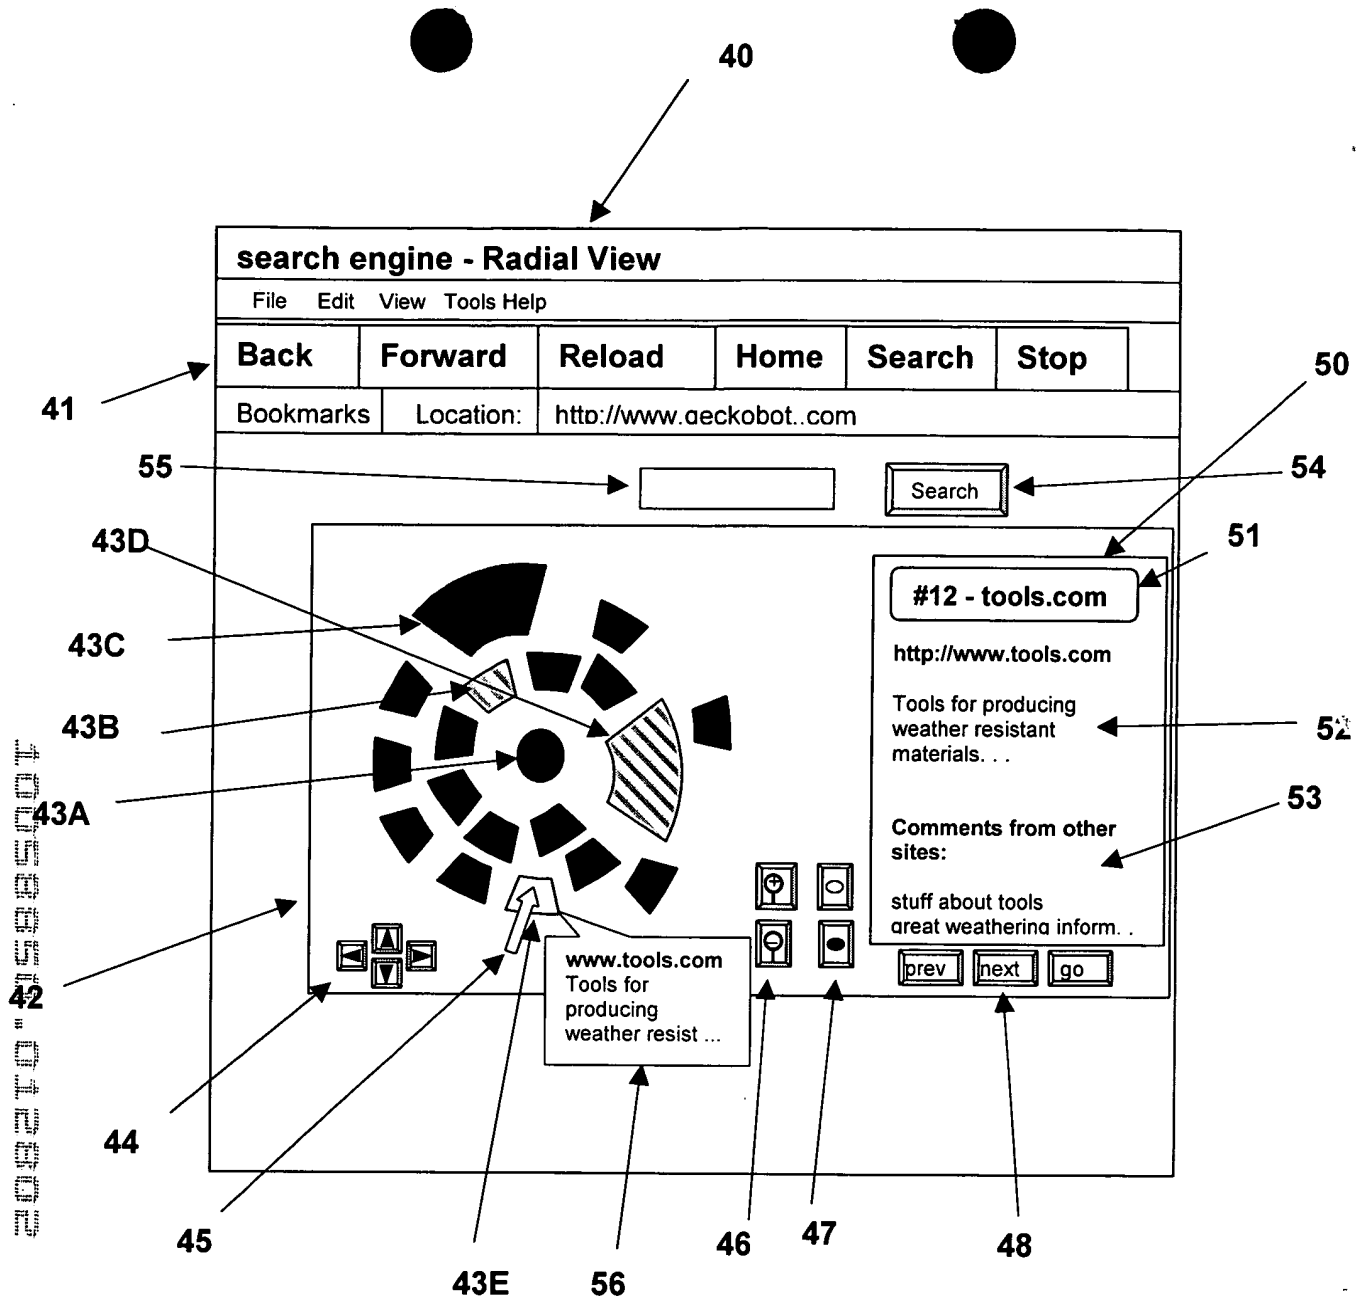 40
search engine - Radial View
File Edit View Tools Help
Back Forward Reload Home Search Stop
50
41
Bookmarks Location: http://www.geckobot..com
55
Search
54
43D
51
#12 - tools.com
43C
http://www.tools.com
Tools for producing
weather resistant
materials. . .
43B
52
43A
53
Comments from other
sites:
stuff about tools
great weathering inform. .
42
prev next go
www.tools.com
Tools for
producing
weather resist ...
44
45
46
47
48
43E
56
10058850.012802